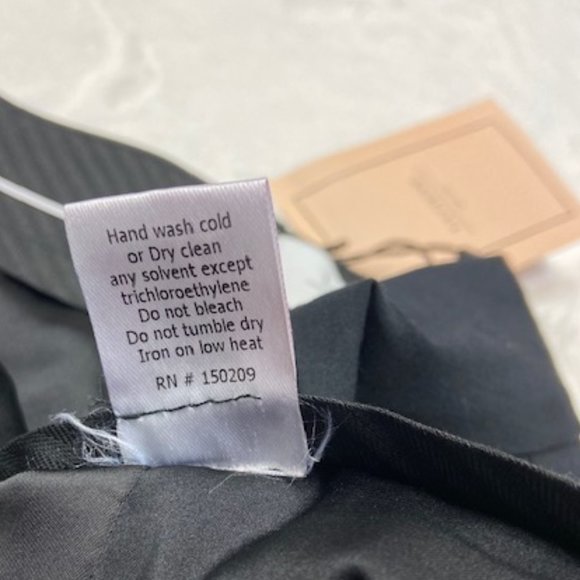 Hand wash cold
or Dry clean
any solvent except
trichloroethylene
Do not bleach
Do not tumble dry
Iron on low heat
RN # 150209